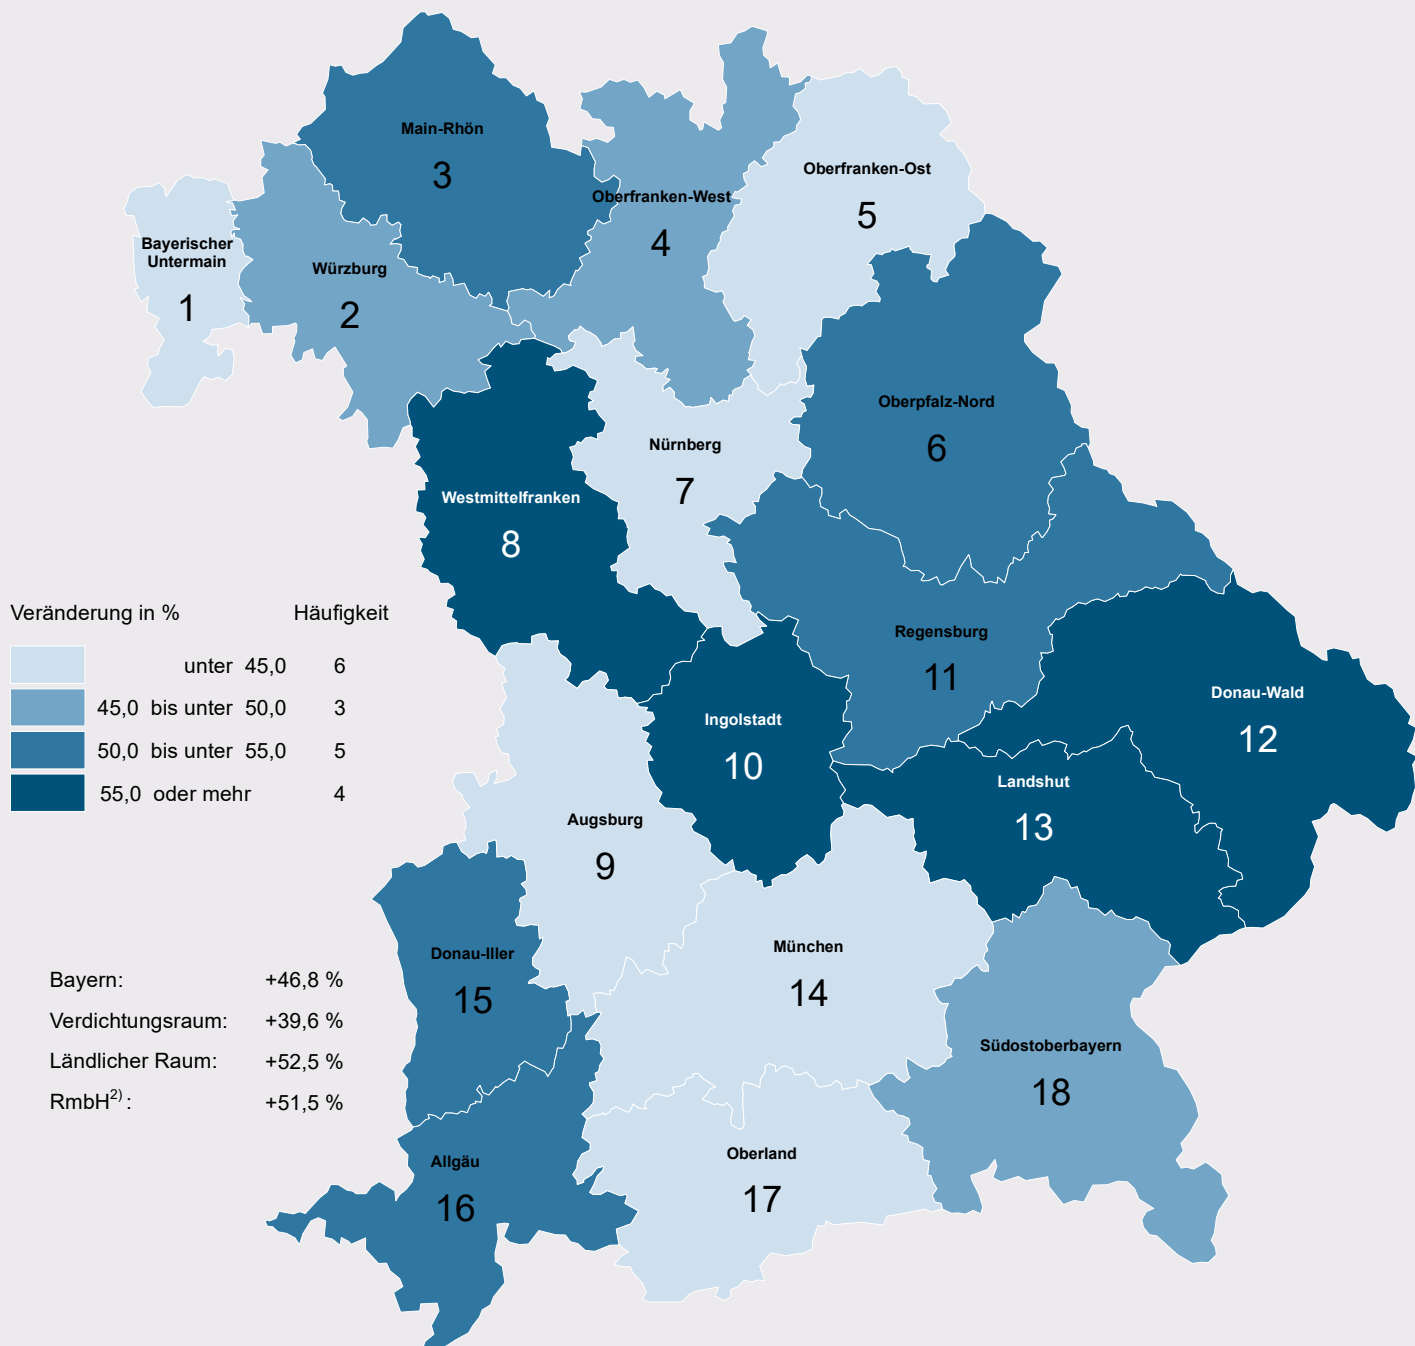 Main-Rhön
3
Oberfranken-West
4
Oberfranken-Ost
5
Bayerischer
Untermain
1
Würzburg
2
Oberpfalz-Nord
6
Nürnberg
7
Westmittelfranken
8
Regensburg
11
Donau-Wald
12
Ingolstadt
10
Landshut
13
Augsburg
9
München
14
Donau-Iller
15
Südostoberbayern
18
Allgäu
16
Oberland
17
Veränderung in % Häufigkeit
unter 45,0 6
45,0 bis unter 50,0 3
50,0 bis unter 55,0 5
55,0 oder mehr 4
Bayern: +46,8 %
Verdichtungsraum: +39,6 %
Ländlicher Raum: +52,5 %
RmbH2) : +51,5 %